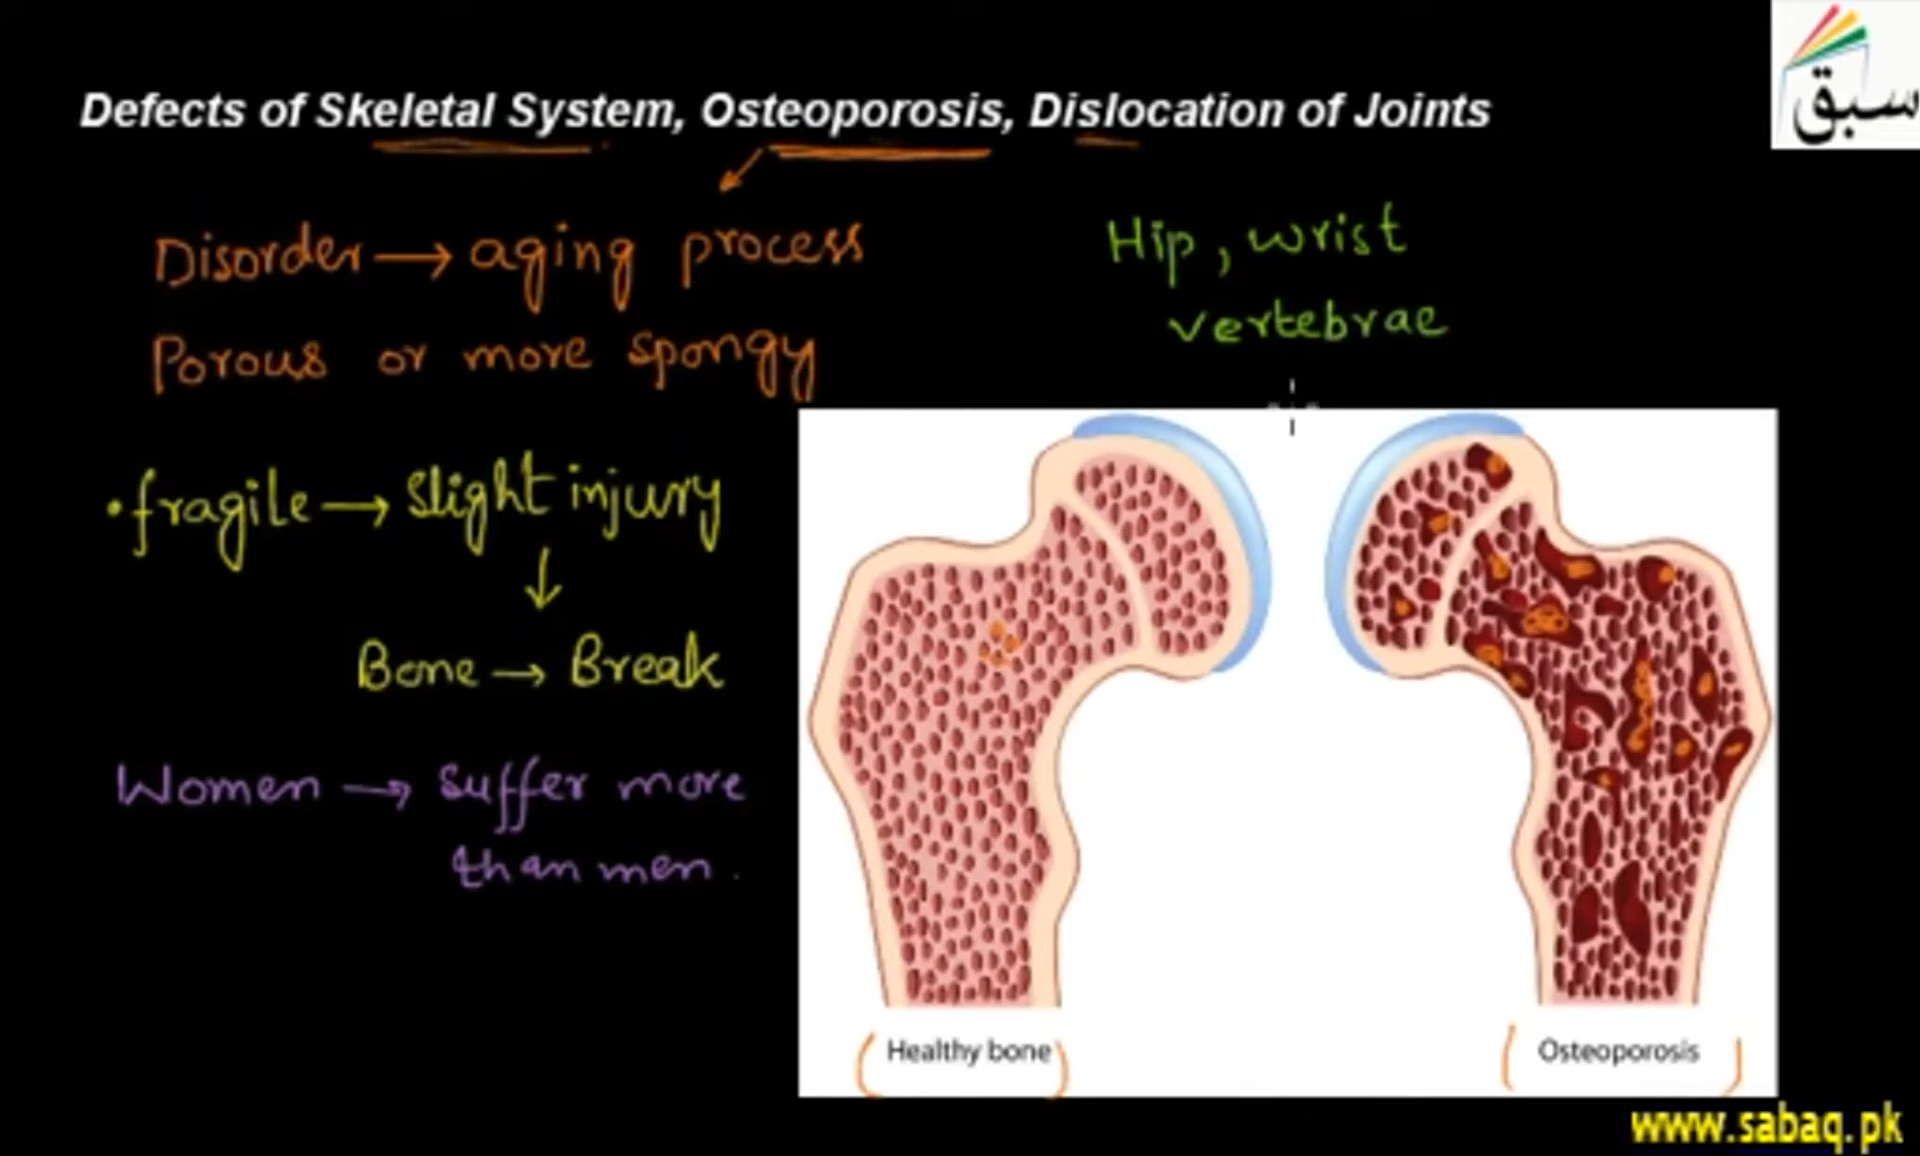 Defects of Skeletal System, Osteoporosis, Dislocation of Joints
سبق
Disorder → aging process
Porous or more spongy
Hip, wrist
vertebrae
• fragile → slight injury
↓
Bone → Break
Women → suffer more
than men.
Healthy bone
Osteoporosis
www.sabaq.pk